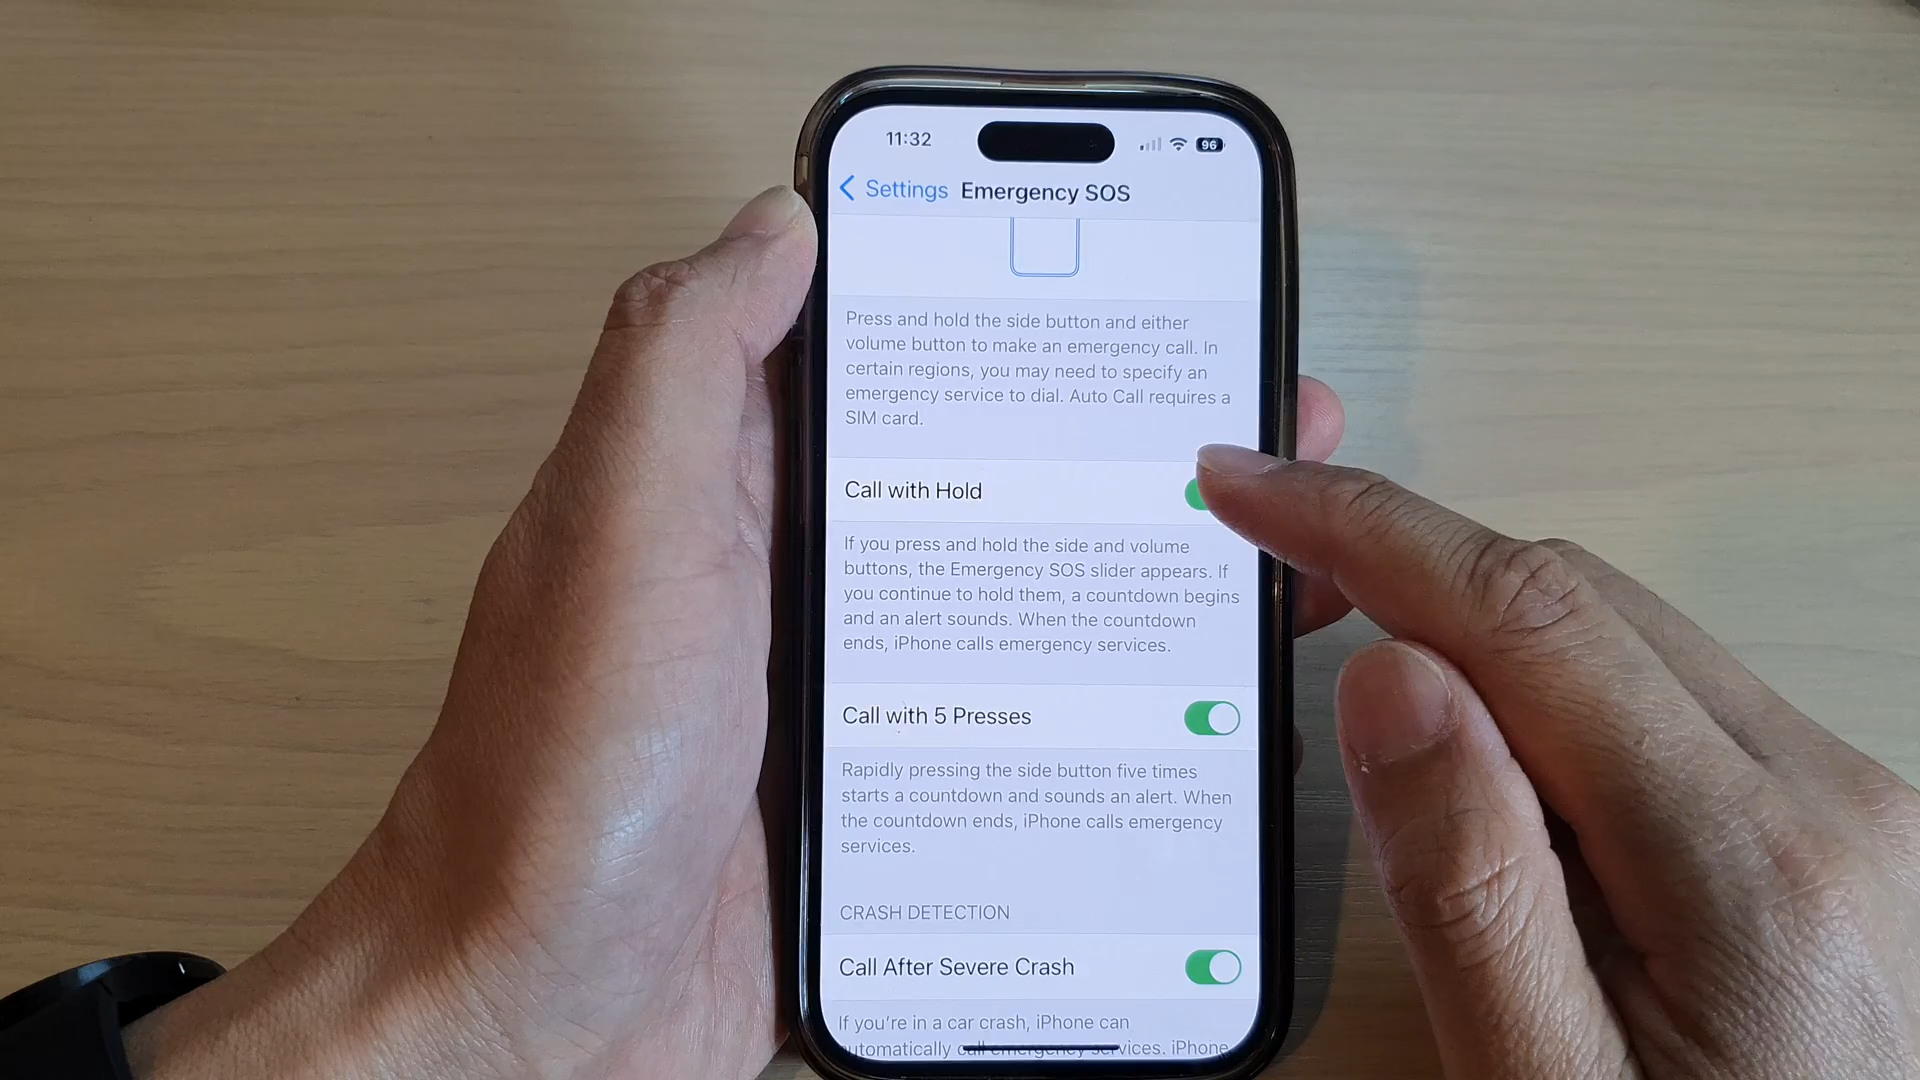 11:32
96
Settings Emergency SOS
Press and hold the side button and either
volume button to make an emergency call. In
certain regions, you may need to specify an
emergency service to dial. Auto Call requires a
SIM card.
Call with Hold
If you press and hold the side and volume
buttons, the Emergency SOS slider appears. If
you continue to hold them, a countdown begins
and an alert sounds. When the countdown
ends, iPhone calls emergency services.
Call with 5 Presses
Rapidly pressing the side button five times
starts a countdown and sounds an alert. When
the countdown ends, iPhone calls emergency
services.
CRASH DETECTION
Call After Severe Crash
If you're in a car crash, iPhone can
automatically call emergency services. iPhone